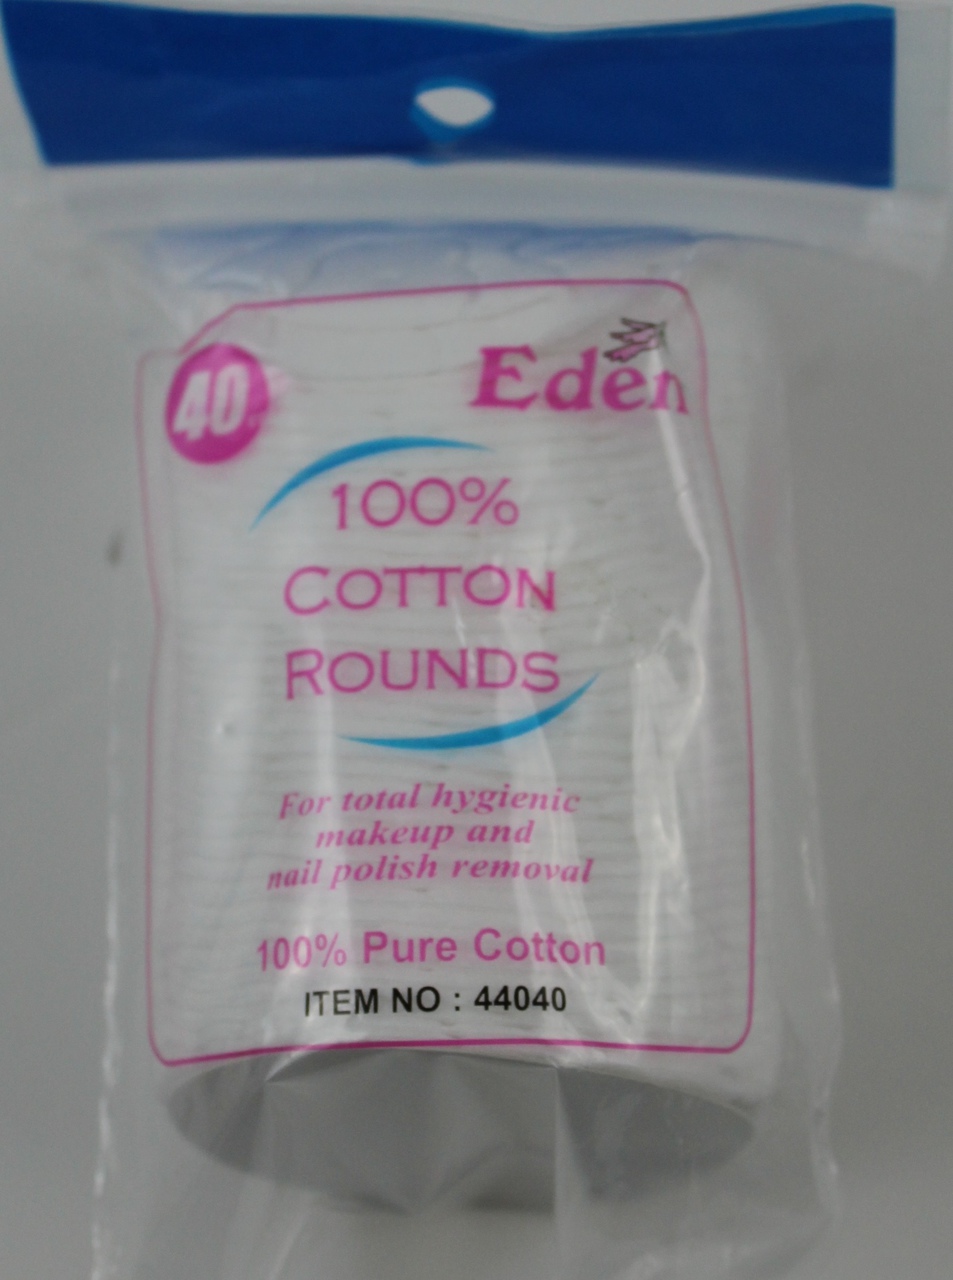 40
Eden
100%
COTTON
ROUNDS
For total hygienic
makeup and
nail polish removal
100% Pure Cotton
ITEM NO : 44040